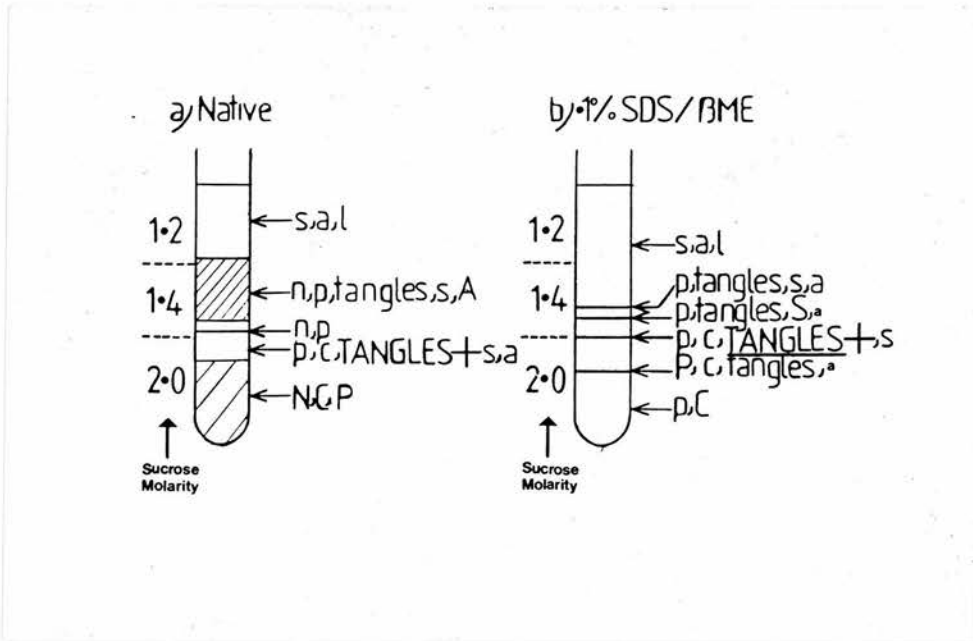 a) Native
1·2
s,a,l
1·4
n,p,tangles,s,A
n,p
p,c,TANGLES+s,a
2·0
N,C,P
Sucrose
Molarity
b) ·1% SDS/BME
1·2
s,a,l
p,tangles,s,a
1·4
p,tangles,S,a
p,c,TANGLES+,s
P,c,tangles,a
2·0
p,C
Sucrose
Molarity